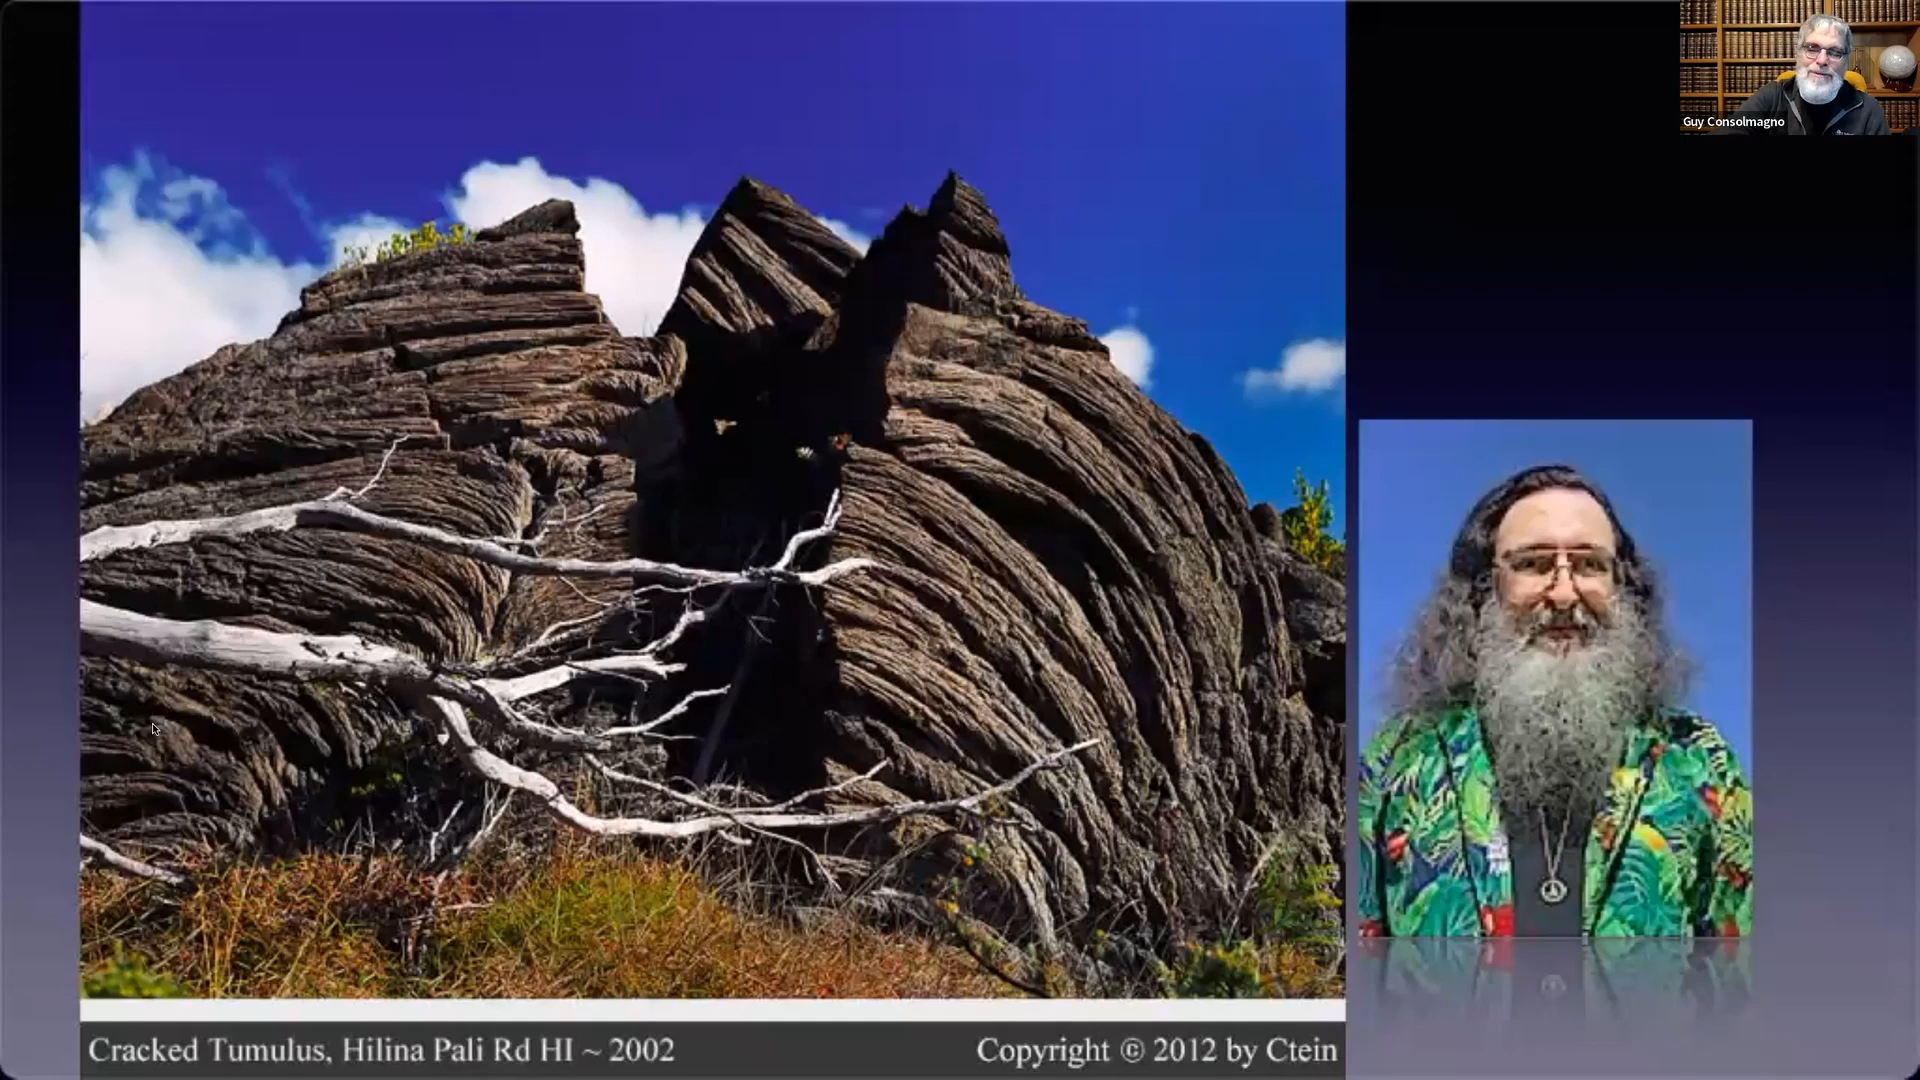 Guy Consolmagno
Cracked Tumulus, Hilina Pali Rd HI ~ 2002
Copyright © 2012 by Ctein